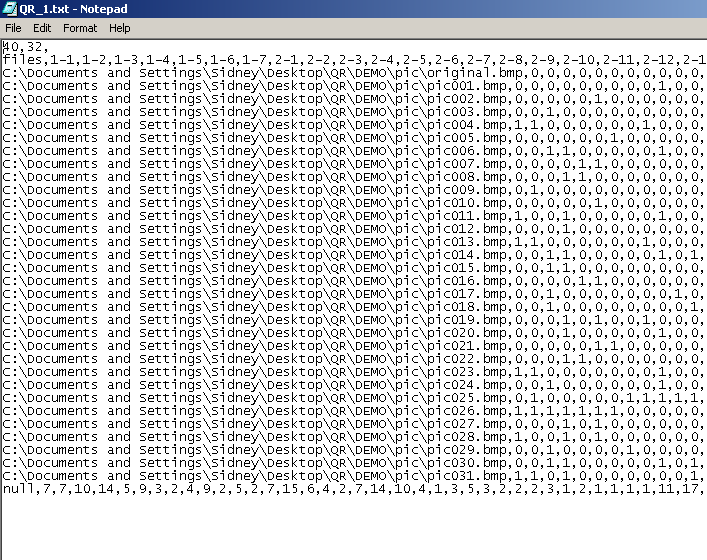 QR_1.txt - Notepad
File Edit Format Help
40,32,
files,1-1,1-2,1-3,1-4,1-5,1-6,1-7,2-1,2-2,2-3,2-4,2-5,2-6,2-7,2-8,2-9,2-10,2-11,2-12,2-1
C:\Documents and Settings\Sidney\Desktop\QR\DEMO\pic\original.bmp,0,0,0,0,0,0,0,0,0,0,0,0,
C:\Documents and Settings\Sidney\Desktop\QR\DEMO\pic\pic001.bmp,0,0,0,0,0,0,0,0,0,1,0,0,
C:\Documents and Settings\Sidney\Desktop\QR\DEMO\pic\pic002.bmp,0,0,0,0,0,1,0,0,0,0,0,0,
C:\Documents and Settings\Sidney\Desktop\QR\DEMO\pic\pic003.bmp,0,0,1,0,0,0,0,0,0,0,0,0,
C:\Documents and Settings\Sidney\Desktop\QR\DEMO\pic\pic004.bmp,1,1,0,0,0,0,0,0,1,0,0,0,
C:\Documents and Settings\Sidney\Desktop\QR\DEMO\pic\pic005.bmp,0,0,0,0,0,0,1,0,0,0,0,0,
C:\Documents and Settings\Sidney\Desktop\QR\DEMO\pic\pic006.bmp,0,0,1,1,0,0,0,0,0,1,0,0,
C:\Documents and Settings\Sidney\Desktop\QR\DEMO\pic\pic007.bmp,0,0,0,0,1,1,0,0,0,0,0,0,
C:\Documents and Settings\Sidney\Desktop\QR\DEMO\pic\pic008.bmp,0,0,0,1,1,0,0,0,0,0,0,0,
C:\Documents and Settings\Sidney\Desktop\QR\DEMO\pic\pic009.bmp,0,1,0,0,0,0,0,0,0,0,0,0,
C:\Documents and Settings\Sidney\Desktop\QR\DEMO\pic\pic010.bmp,0,0,0,0,0,1,0,0,0,0,0,0,
C:\Documents and Settings\Sidney\Desktop\QR\DEMO\pic\pic011.bmp,1,0,0,1,0,0,0,0,0,1,0,0,
C:\Documents and Settings\Sidney\Desktop\QR\DEMO\pic\pic012.bmp,0,0,0,1,0,0,0,0,0,0,0,0,
C:\Documents and Settings\Sidney\Desktop\QR\DEMO\pic\pic013.bmp,1,1,0,0,0,0,0,0,1,0,0,0,
C:\Documents and Settings\Sidney\Desktop\QR\DEMO\pic\pic014.bmp,0,0,1,1,0,0,0,0,0,1,0,1,
C:\Documents and Settings\Sidney\Desktop\QR\DEMO\pic\pic015.bmp,0,0,1,1,0,0,0,0,0,0,0,0,
C:\Documents and Settings\Sidney\Desktop\QR\DEMO\pic\pic016.bmp,0,0,0,0,1,1,0,0,0,0,0,0,
C:\Documents and Settings\Sidney\Desktop\QR\DEMO\pic\pic017.bmp,0,0,1,0,0,0,0,0,0,0,1,0,
C:\Documents and Settings\Sidney\Desktop\QR\DEMO\pic\pic018.bmp,0,0,1,0,0,0,0,0,0,0,0,1,
C:\Documents and Settings\Sidney\Desktop\QR\DEMO\pic\pic019.bmp,0,0,0,1,0,1,0,0,1,0,0,0,
C:\Documents and Settings\Sidney\Desktop\QR\DEMO\pic\pic020.bmp,0,0,0,1,0,0,0,0,0,1,0,0,
C:\Documents and Settings\Sidney\Desktop\QR\DEMO\pic\pic021.bmp,0,0,0,0,0,1,1,0,0,0,0,0,
C:\Documents and Settings\Sidney\Desktop\QR\DEMO\pic\pic022.bmp,0,0,0,1,1,0,0,0,0,0,0,0,
C:\Documents and Settings\Sidney\Desktop\QR\DEMO\pic\pic023.bmp,1,1,0,0,0,0,0,0,0,1,0,0,
C:\Documents and Settings\Sidney\Desktop\QR\DEMO\pic\pic024.bmp,0,0,1,0,0,0,0,0,0,1,0,0,
C:\Documents and Settings\Sidney\Desktop\QR\DEMO\pic\pic025.bmp,0,1,0,0,0,0,0,1,1,1,1,1,
C:\Documents and Settings\Sidney\Desktop\QR\DEMO\pic\pic026.bmp,1,1,1,1,1,1,1,0,0,0,0,0,
C:\Documents and Settings\Sidney\Desktop\QR\DEMO\pic\pic027.bmp,0,0,0,1,0,1,0,0,0,0,0,0,
C:\Documents and Settings\Sidney\Desktop\QR\DEMO\pic\pic028.bmp,1,0,0,1,0,1,0,0,0,0,0,0,
C:\Documents and Settings\Sidney\Desktop\QR\DEMO\pic\pic029.bmp,0,1,0,0,0,0,0,0,0,0,1,0,
C:\Documents and Settings\Sidney\Desktop\QR\DEMO\pic\pic030.bmp,0,0,1,1,0,0,0,0,0,1,0,1,
C:\Documents and Settings\Sidney\Desktop\QR\DEMO\pic\pic031.bmp,1,1,0,1,0,0,0,0,0,0,0,1,
null,7,7,10,14,5,9,3,2,4,9,2,5,2,7,15,6,4,2,7,14,10,4,1,3,5,3,2,2,2,3,1,2,1,1,1,1,11,17,